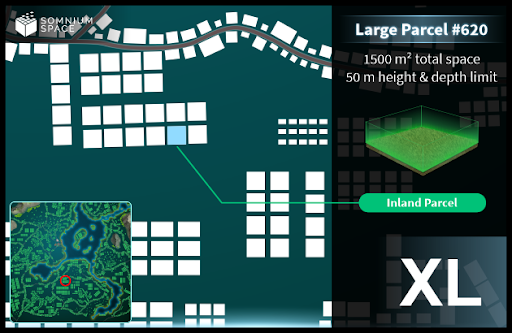 SOMNIUM
SPACE
Large Parcel #620
1500 m² total space
50 m height & depth limit
Inland Parcel
XL